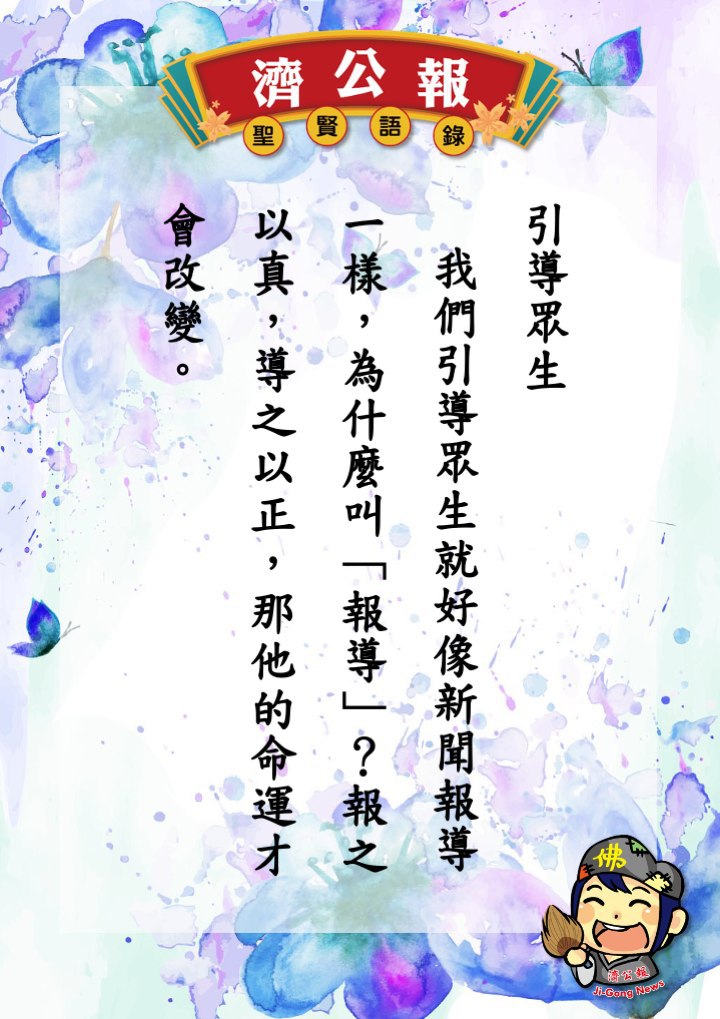 濟公報
聖賢語錄
引導眾生
我們引導眾生就好像新聞報導
一樣，為什麼叫「報導」？報之
以真，導之以正，那他的命運才
會改變。
佛
濟公報
Ji-Gong News